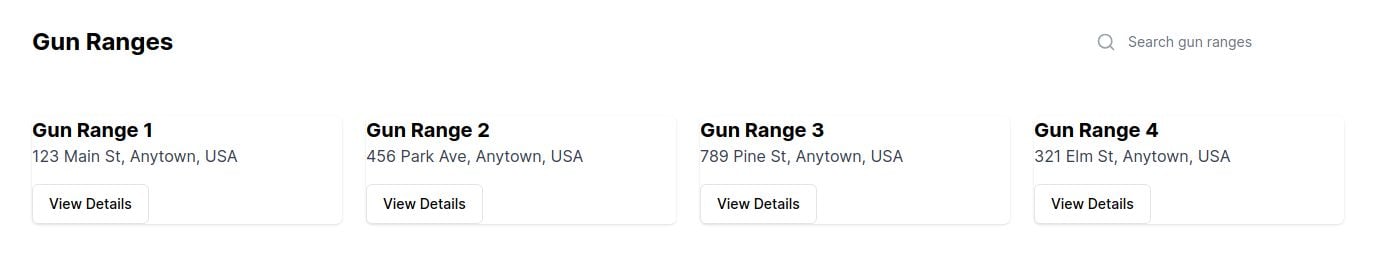 Gun Ranges
Search gun ranges
Gun Range 1
123 Main St, Anytown, USA
View Details
Gun Range 2
456 Park Ave, Anytown, USA
View Details
Gun Range 3
789 Pine St, Anytown, USA
View Details
Gun Range 4
321 Elm St, Anytown, USA
View Details